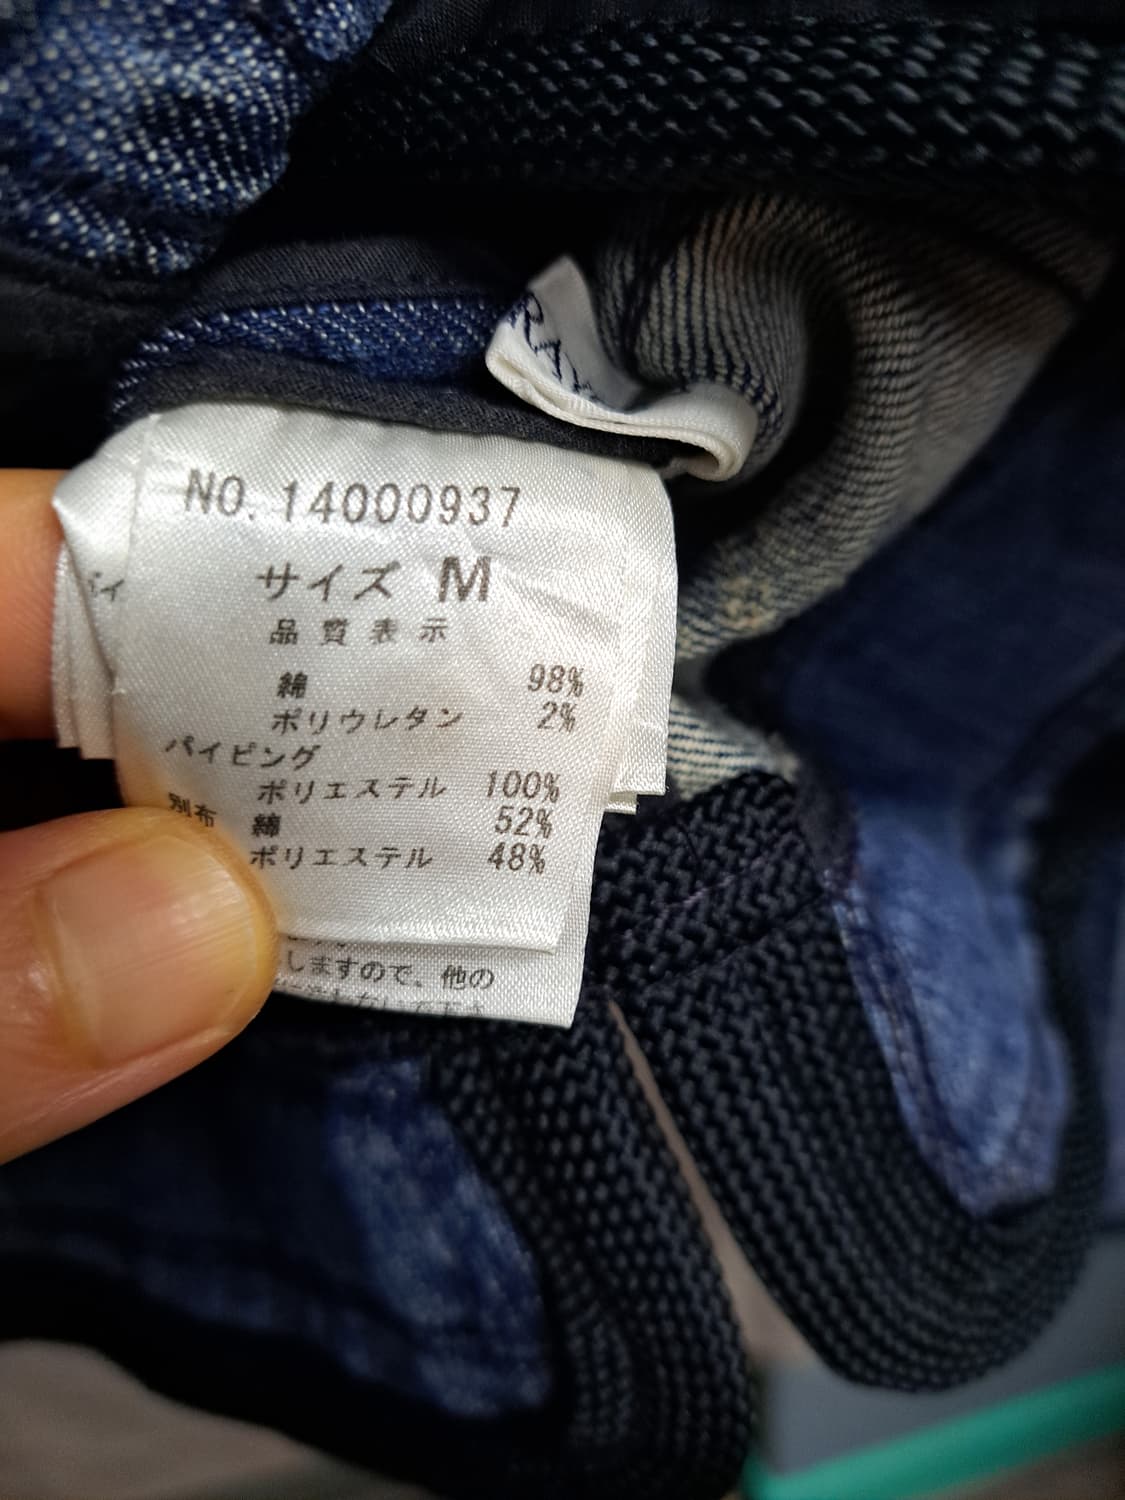 NO. 14000937
サイズ M
品質表示
綿 98%
ポリウレタン 2%
パイピング
ポリエステル 100%
別布 綿 52%
ポリエステル 48%
しますので、他の